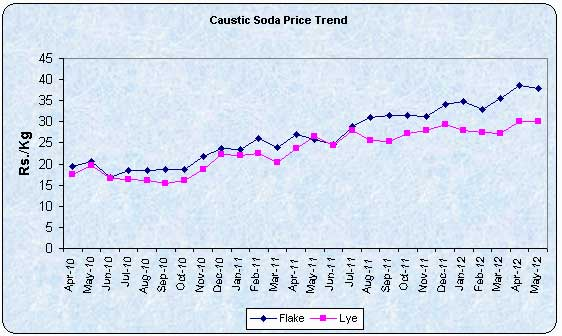 Caustic Soda Price Trend
Rs./Kg
45
40
35
30
25
20
15
10
5
0
Apr-10
May-10
Jun-10
Jul-10
Aug-10
Sep-10
Oct-10
Nov-10
Dec-10
Jan-11
Feb-11
Mar-11
Apr-11
May-11
Jun-11
Jul-11
Aug-11
Sep-11
Oct-11
Nov-11
Dec-11
Jan-12
Feb-12
Mar-12
Apr-12
May-12
Flake Lye